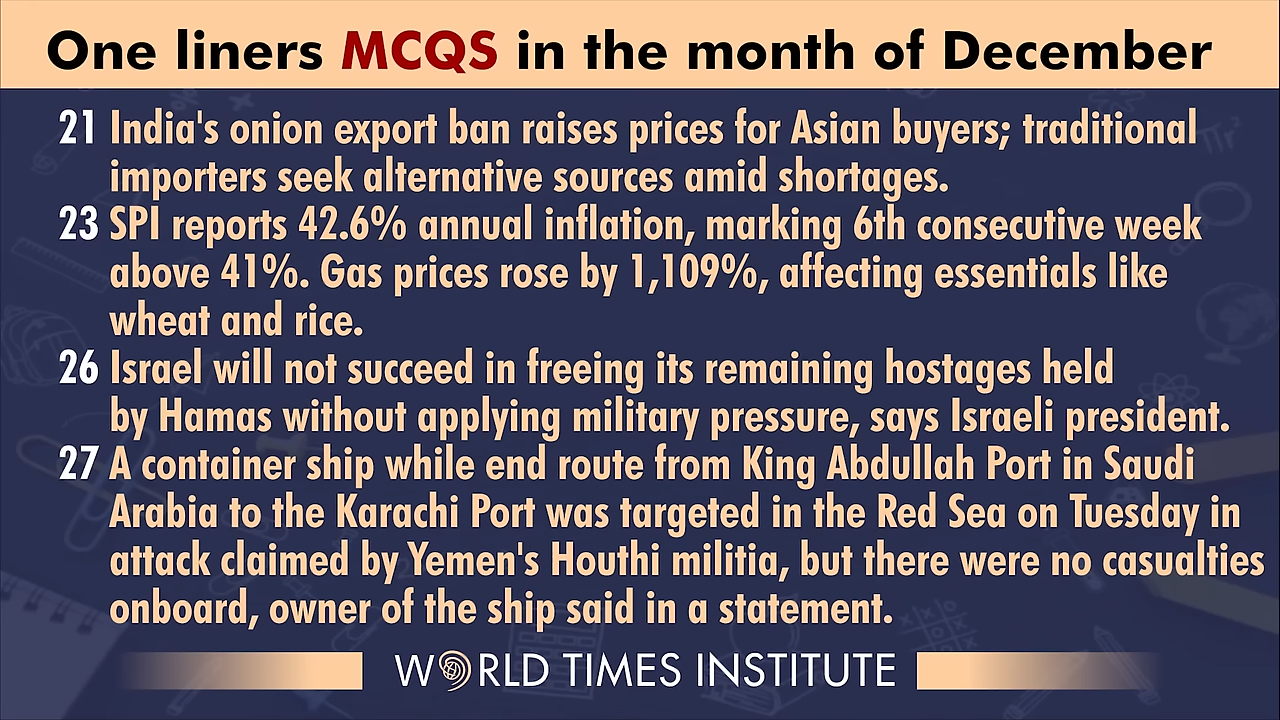 One liners MCQS in the month of December
21 India's onion export ban raises prices for Asian buyers; traditional
importers seek alternative sources amid shortages.
23 SPI reports 42.6% annual inflation, marking 6th consecutive week
above 41%. Gas prices rose by 1,109%, affecting essentials like
wheat and rice.
26 Israel will not succeed in freeing its remaining hostages held
by Hamas without applying military pressure, says Israeli president.
27 A container ship while end route from King Abdullah Port in Saudi
Arabia to the Karachi Port was targeted in the Red Sea on Tuesday in
attack claimed by Yemen's Houthi militia, but there were no casualties
onboard, owner of the ship said in a statement.
WORLD TIMES INSTITUTE